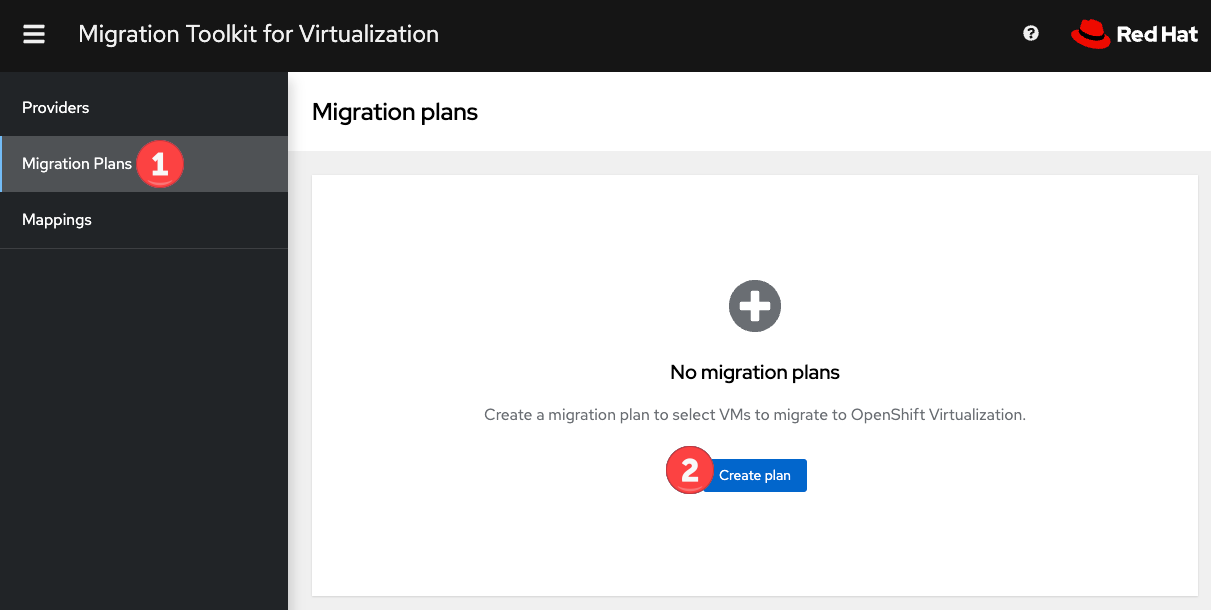 Migration Toolkit for Virtualization
Red Hat
Providers
Migration Plans 1
Mappings
Migration plans
No migration plans
Create a migration plan to select VMs to migrate to OpenShift Virtualization.
2 Create plan